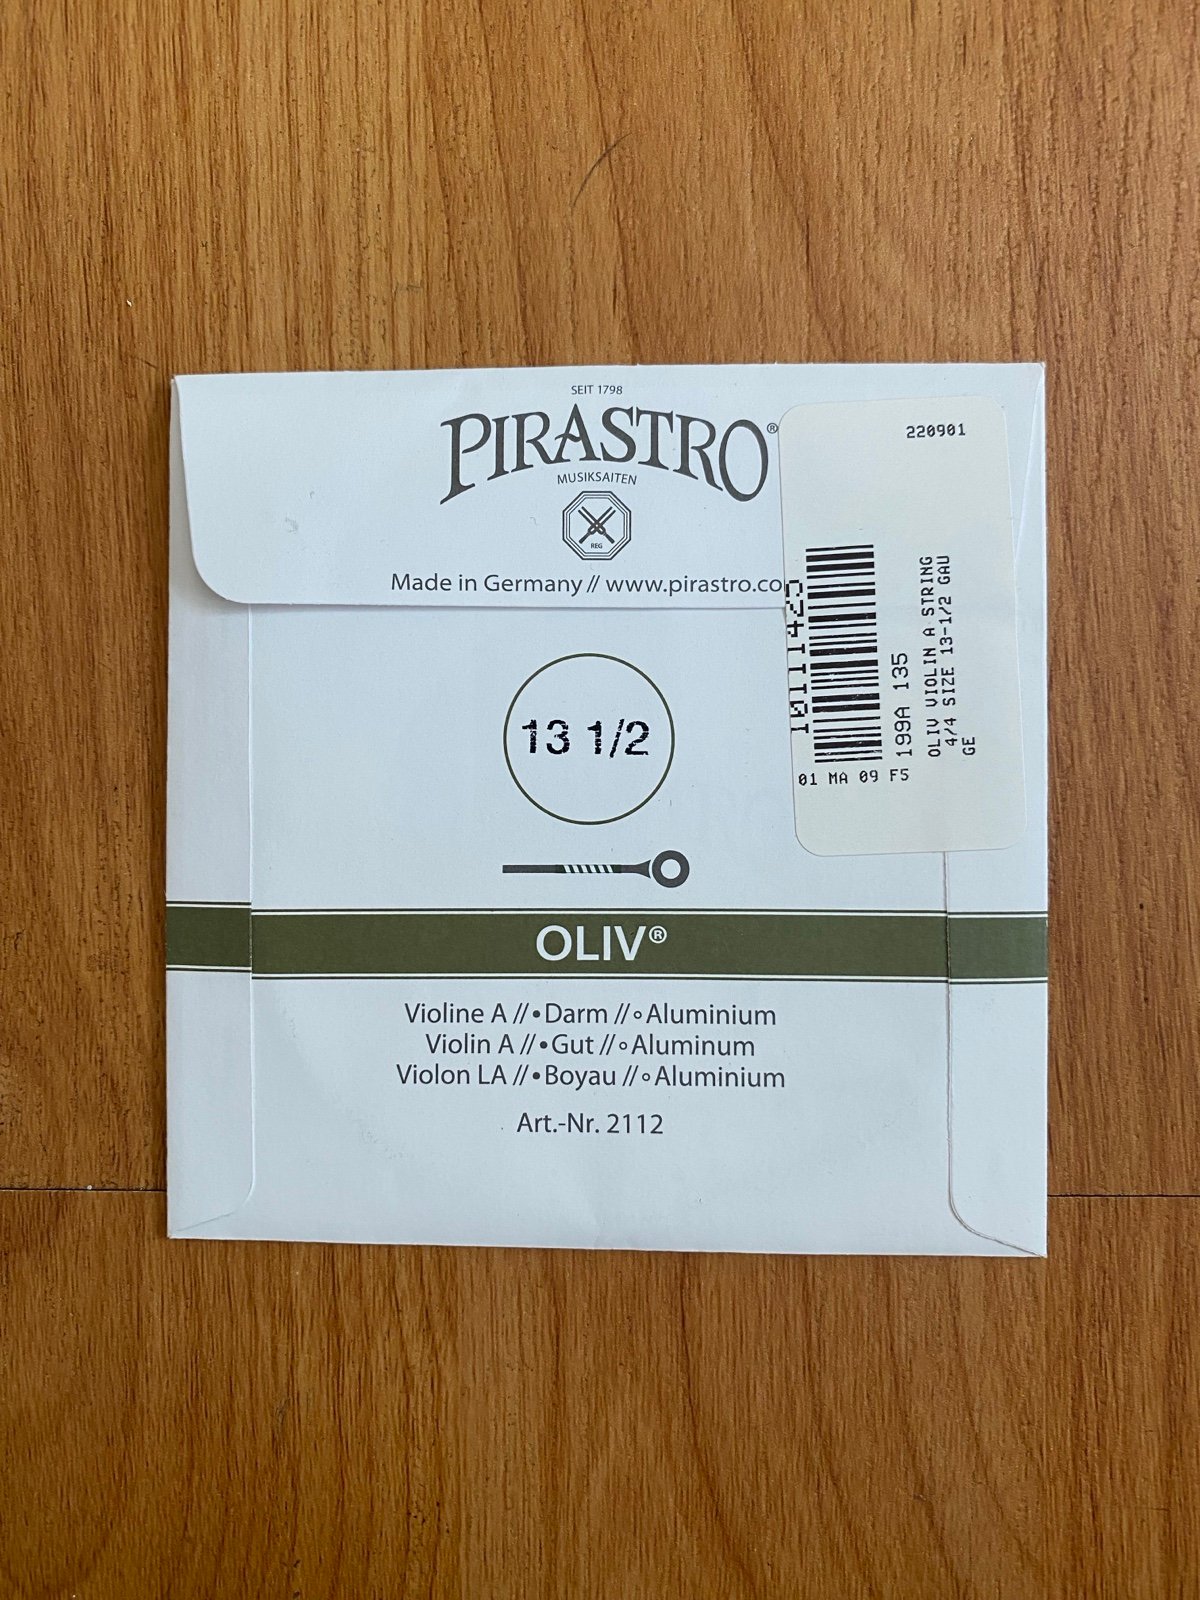 SEIT 1798
PIRASTRO®
MUSIKSAITEN
REG
Made in Germany // www.pirastro.co
13 1/2
OLIV®
Violine A // • Darm // ◦ Aluminium
Violin A // • Gut // ◦ Aluminum
Violon LA // • Boyau // ◦ Aluminium
Art.-Nr. 2112
220901
10111425
199A 135
OLIV VIOLIN A STRING
4/4 SIZE 13-1/2 GAU
GE
01 MA 09 F5